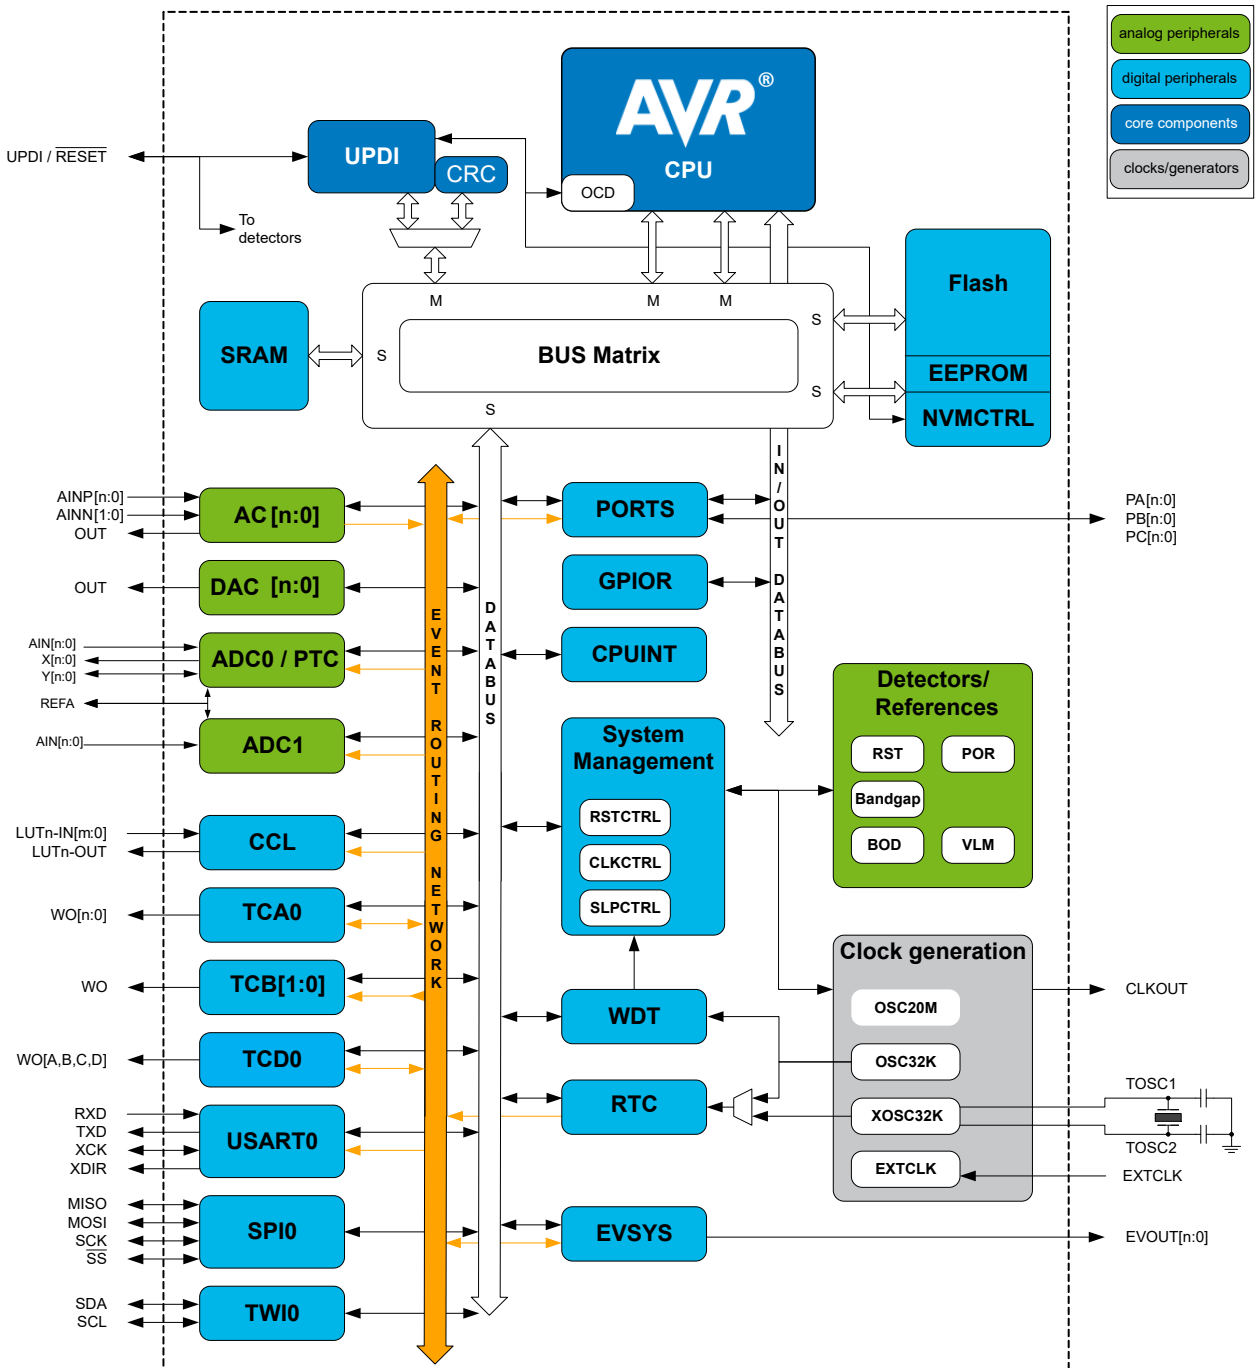 analog peripherals
digital peripherals
core components
clocks/generators
AVR®
CPU
OCD
UPDI
CRC
UPDI / RESET
To
detectors
M
M
M
Flash
EEPROM
NVMCTRL
SRAM
S
BUS Matrix
S
S
S
IN/OUT DATABUS
DATABUS
EVENT ROUTING NETWORK
AINP[n:0]
AINN[1:0]
OUT
AC [n:0]
PORTS
PA[n:0]
PB[n:0]
PC[n:0]
OUT
DAC [n:0]
GPIOR
AIN[n:0]
X[n:0]
Y[n:0]
ADC0 / PTC
CPUINT
REFA
AIN[n:0]
ADC1
System
Management
RSTCTRL
CLKCTRL
SLPCTRL
Detectors/
References
RST
POR
Bandgap
BOD
VLM
LUTn-IN[m:0]
LUTn-OUT
CCL
WO[n:0]
TCA0
WO
TCB[1:0]
WDT
Clock generation
OSC20M
OSC32K
XOSC32K
EXTCLK
CLKOUT
TOSC1
TOSC2
EXTCLK
WO[A,B,C,D]
TCD0
RTC
RXD
TXD
XCK
XDIR
USART0
MISO
MOSI
SCK
SS
SPI0
EVSYS
EVOUT[n:0]
SDA
SCL
TWI0